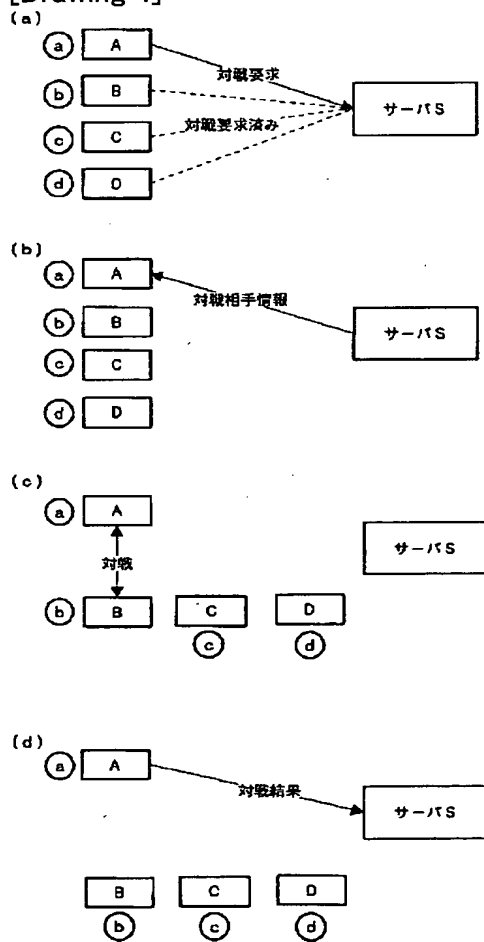 (a)
a A 対戦要求
b B サーバS
c C 対戦要求済み
d D
(b)
a A 対戦相手情報
b B サーバS
c C
d D
(c)
a A サーバS
対戦
b B C D
c d
(d)
a A 対戦結果 サーバS
B C D
b c d